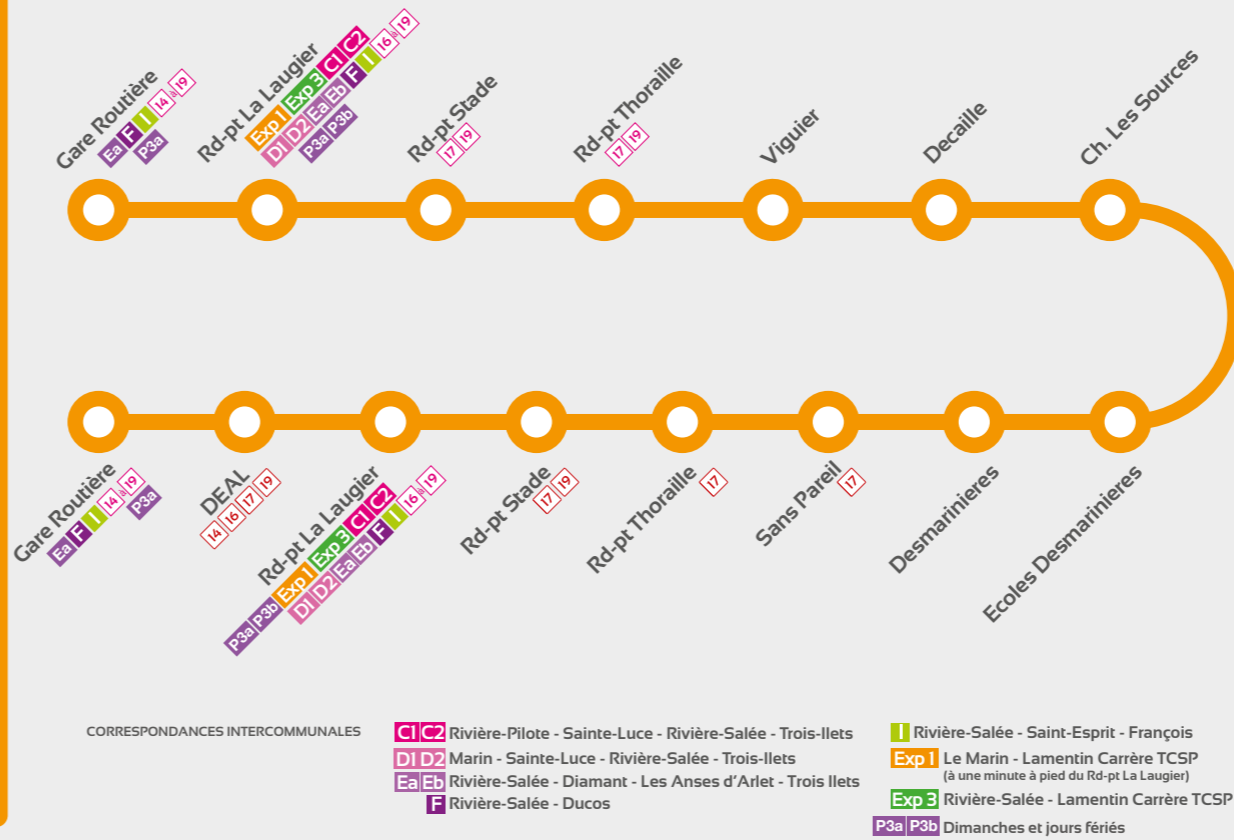 Gare Routière
Ea F I 14 à 19
P3a
Rd-pt La Laugier
Exp 1 Exp 3 C1 C2
D1 D2 Ea Eb F I 16 à 19
P3a P3b
Rd-pt Stade
17 19
Rd-pt Thoraille
17 19
Viguier
Decaille
Ch. Les Sources
Gare Routière
Ea F I 14 à 19
P3a
DEAL
14 16 17 19
Rd-pt La Laugier
P3a P3b Exp 1 Exp 3 C1 C2
D1 D2 Ea Eb F I 16 à 19
Rd-pt Stade
17 19
Rd-pt Thoraille
17
Sans Pareil
17
Desmarinieres
Ecoles Desmarinieres
CORRESPONDANCES INTERCOMMUNALES
C1 C2 Rivière-Pilote - Sainte-Luce - Rivière-Salée - Trois-Ilets
D1 D2 Marin - Sainte-Luce - Rivière-Salée - Trois-Ilets
Ea Eb Rivière-Salée - Diamant - Les Anses d'Arlet - Trois Ilets
F Rivière-Salée - Ducos
I Rivière-Salée - Saint-Esprit - François
Exp 1 Le Marin - Lamentin Carrère TCSP
(à une minute à pied du Rd-pt La Laugier)
Exp 3 Rivière-Salée - Lamentin Carrère TCSP
P3a P3b Dimanches et jours fériés